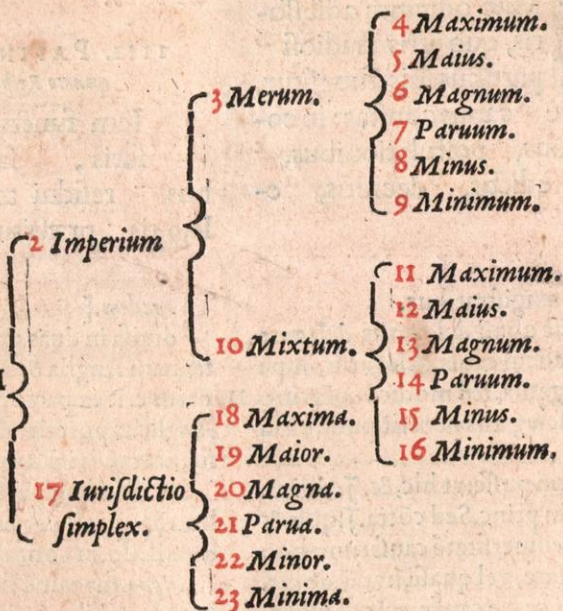 1
2 Imperium
3 Merum.
4 Maximum.
5 Maius.
6 Magnum.
7 Paruum.
8 Minus.
9 Minimum.
10 Mixtum.
11 Maximum.
12 Maius.
13 Magnum.
14 Paruum.
15 Minus.
16 Minimum.
17 Iuriſdictio
ſimplex.
18 Maxima.
19 Maior.
20 Magna.
21 Parua.
22 Minor.
23 Minima.